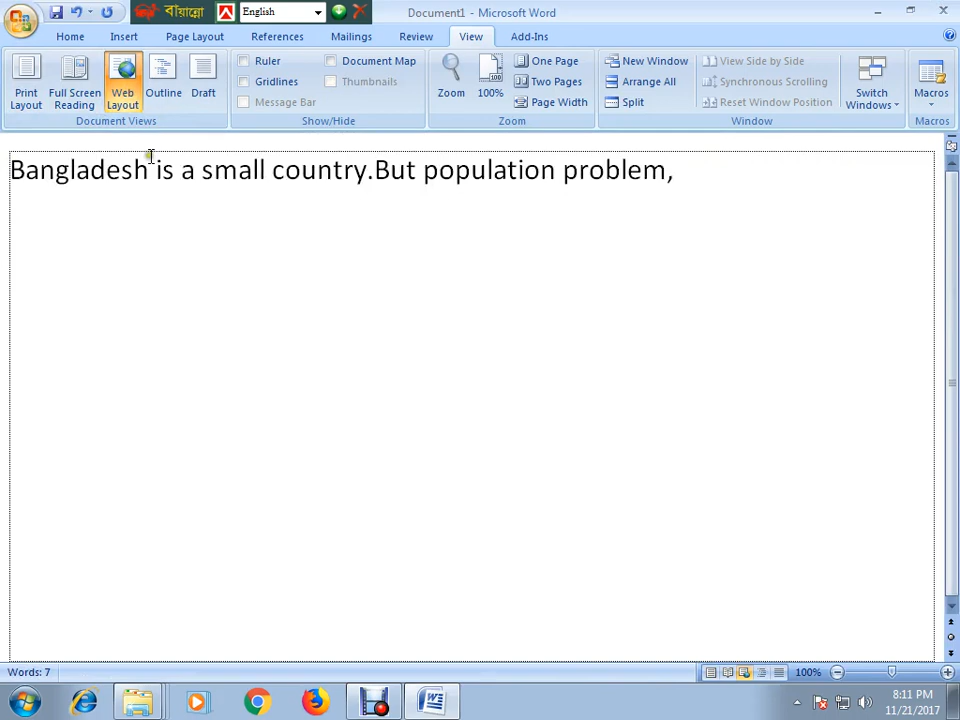 বায়ান্নো English Document1 - Microsoft Word
Home Insert Page Layout References Mailings Review View Add-Ins
Print Layout Full Screen Reading Web Layout Outline Draft
Document Views
Ruler Document Map
Gridlines Thumbnails
Message Bar
Show/Hide
Zoom 100% One Page
Two Pages
Page Width
Zoom
New Window View Side by Side
Arrange All Synchronous Scrolling
Split Reset Window Position
Window
Switch Windows
Macros
Macros
Bangladesh is a small country.But population problem,
Words: 7 100%
8:11 PM
11/21/2017